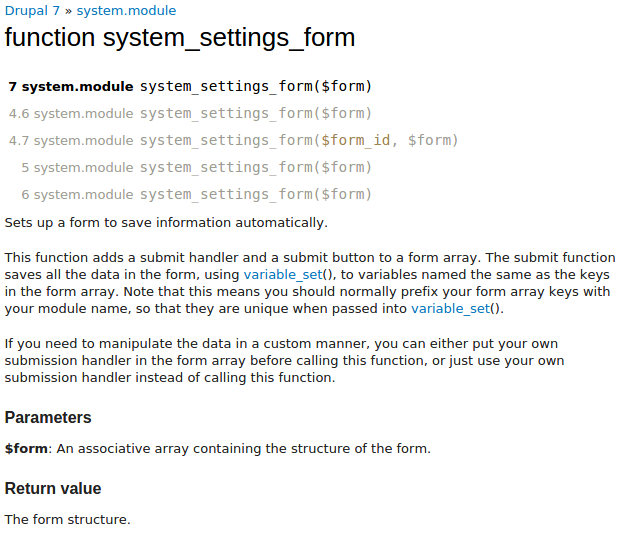 Drupal 7 » system.module
function system_settings_form
7 system.module system_settings_form($form)
4.6 system.module system_settings_form($form)
4.7 system.module system_settings_form($form_id, $form)
5 system.module system_settings_form($form)
6 system.module system_settings_form($form)
Sets up a form to save information automatically.
This function adds a submit handler and a submit button to a form array. The submit function
saves all the data in the form, using variable_set(), to variables named the same as the keys
in the form array. Note that this means you should normally prefix your form array keys with
your module name, so that they are unique when passed into variable_set().
If you need to manipulate the data in a custom manner, you can either put your own
submission handler in the form array before calling this function, or just use your own
submission handler instead of calling this function.
Parameters
$form: An associative array containing the structure of the form.
Return value
The form structure.